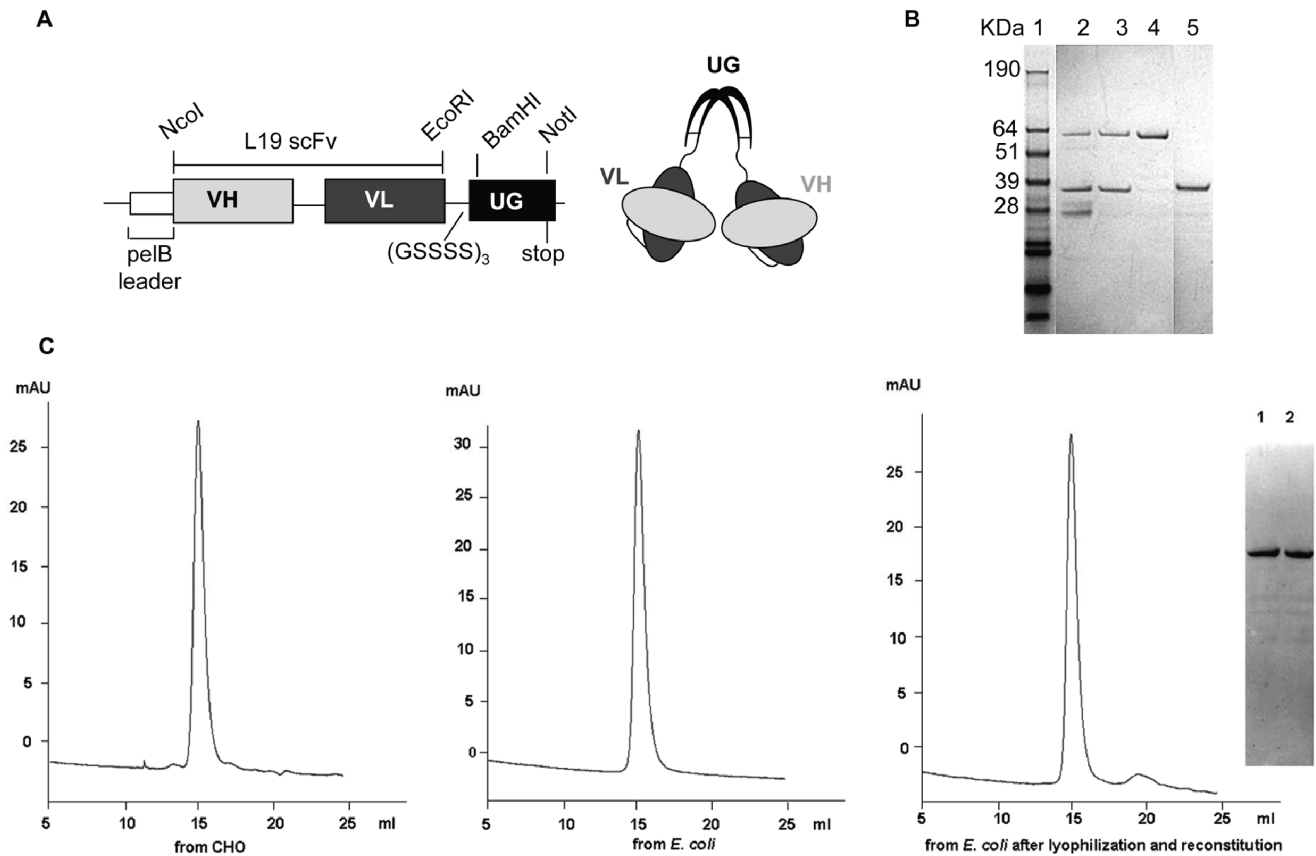 A
NcoI
L19 scFv
EcoRI
BamHI
NotI
VH
VL
UG
pelB
leader
(GSSSS)3
stop
UG
VL
VH
B
KDa 1 2 3 4 5
190
64
51
39
28
C
mAU
25
20
15
10
5
0
5 10 15 20 25 ml
from CHO
mAU
30
25
20
15
10
5
0
5 10 15 20 25 ml
from E. coli
mAU
25
20
15
10
5
0
5 10 15 20 25 ml
from E. coli after lyophilization and reconstitution
1 2